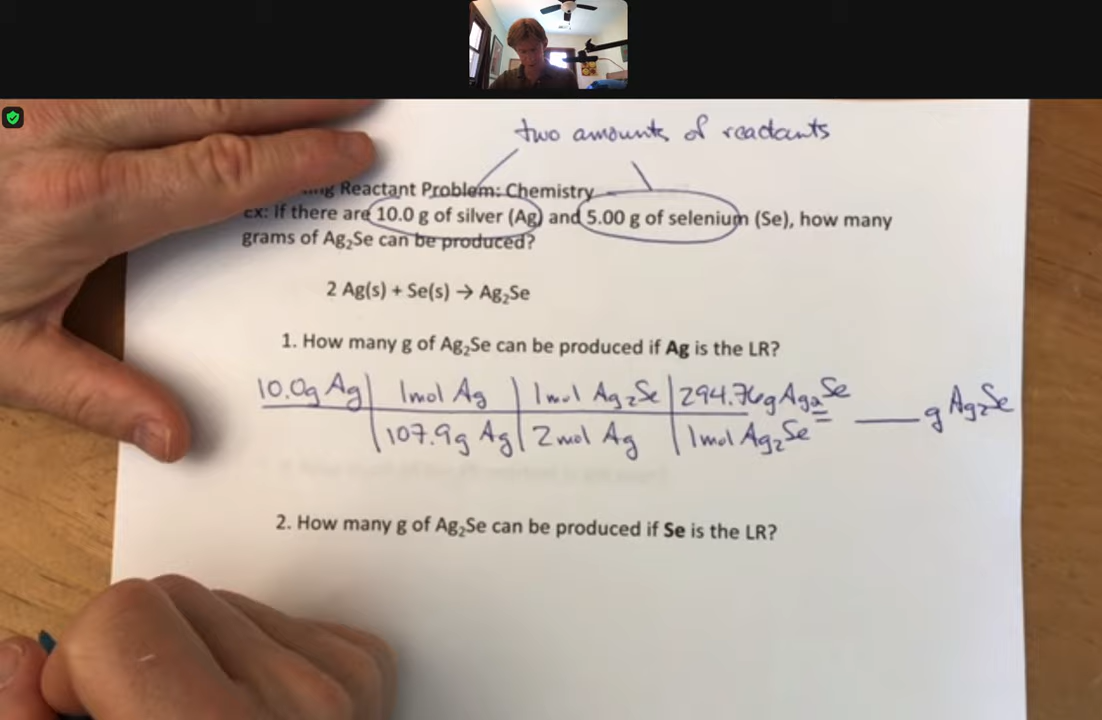 two amounts of reactants
Reactant Problem: Chemistry
Ex: If there are 10.0 g of silver (Ag) and 5.00 g of selenium (Se), how many
grams of Ag₂Se can be produced?
2 Ag(s) + Se(s) → Ag₂Se
1. How many g of Ag₂Se can be produced if Ag is the LR?
10.0g Ag | 1mol Ag | 1mol Ag₂Se | 294.76g Ag₂Se = ___ g Ag₂Se
107.9g Ag | 2mol Ag | 1mol Ag₂Se
2. How many g of Ag₂Se can be produced if Se is the LR?